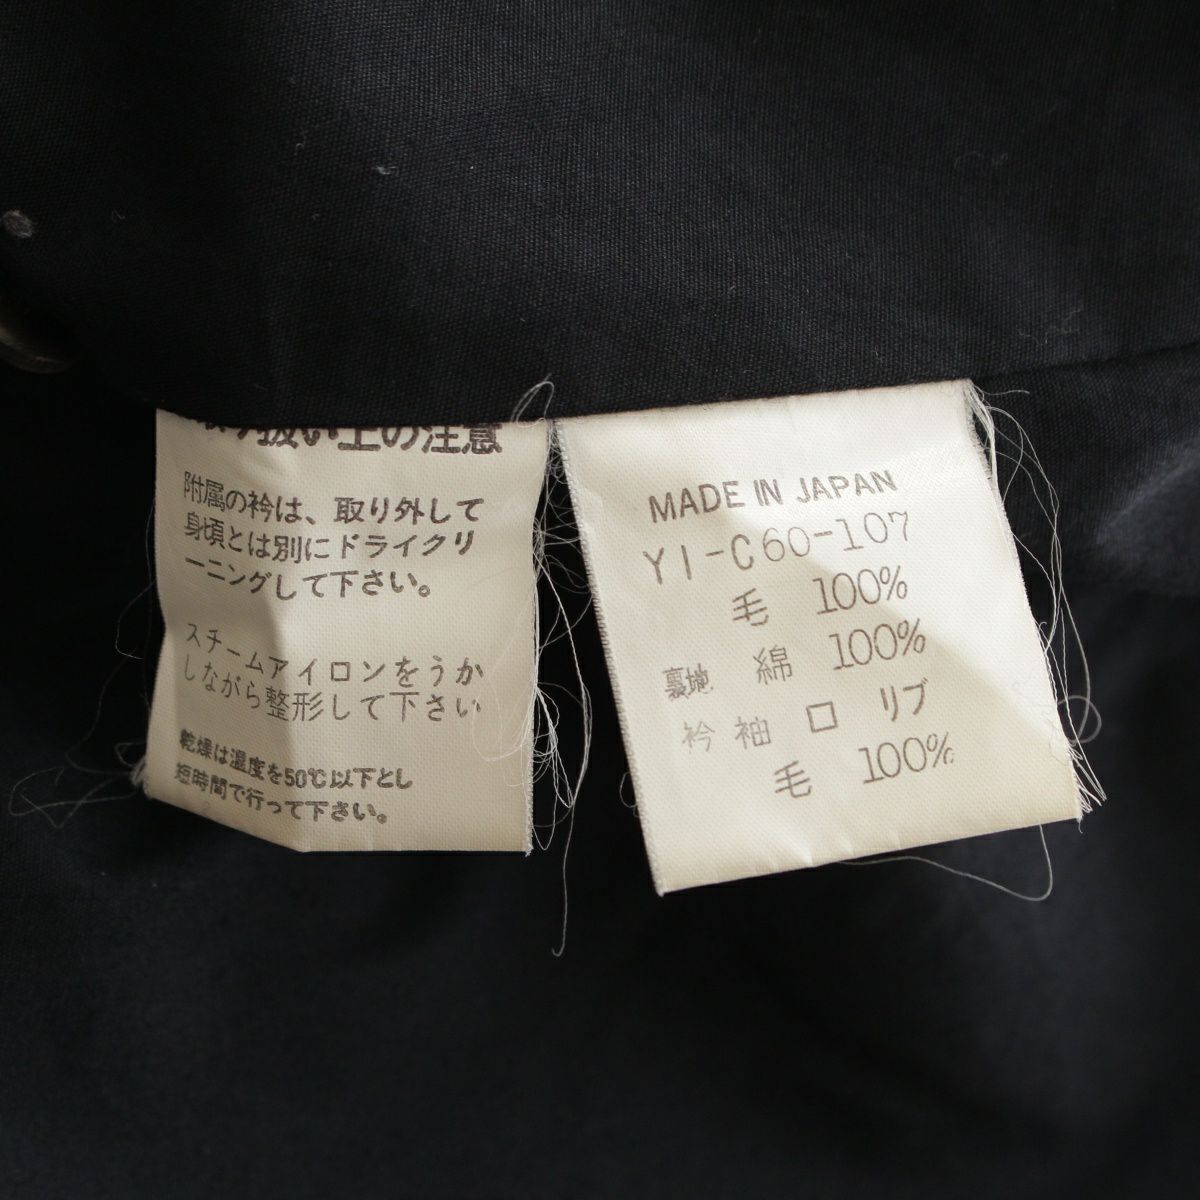 取り扱い上の注意
附属の衿は、取り外して
身頃とは別にドライクリ
ーニングして下さい。
スチームアイロンをうか
しながら整形して下さい
乾燥は温度を50℃以下とし
短時間で行って下さい。
MADE IN JAPAN
YI-C60-107
毛 100%
裏地 綿 100%
衿 袖 口 リブ
毛 100%